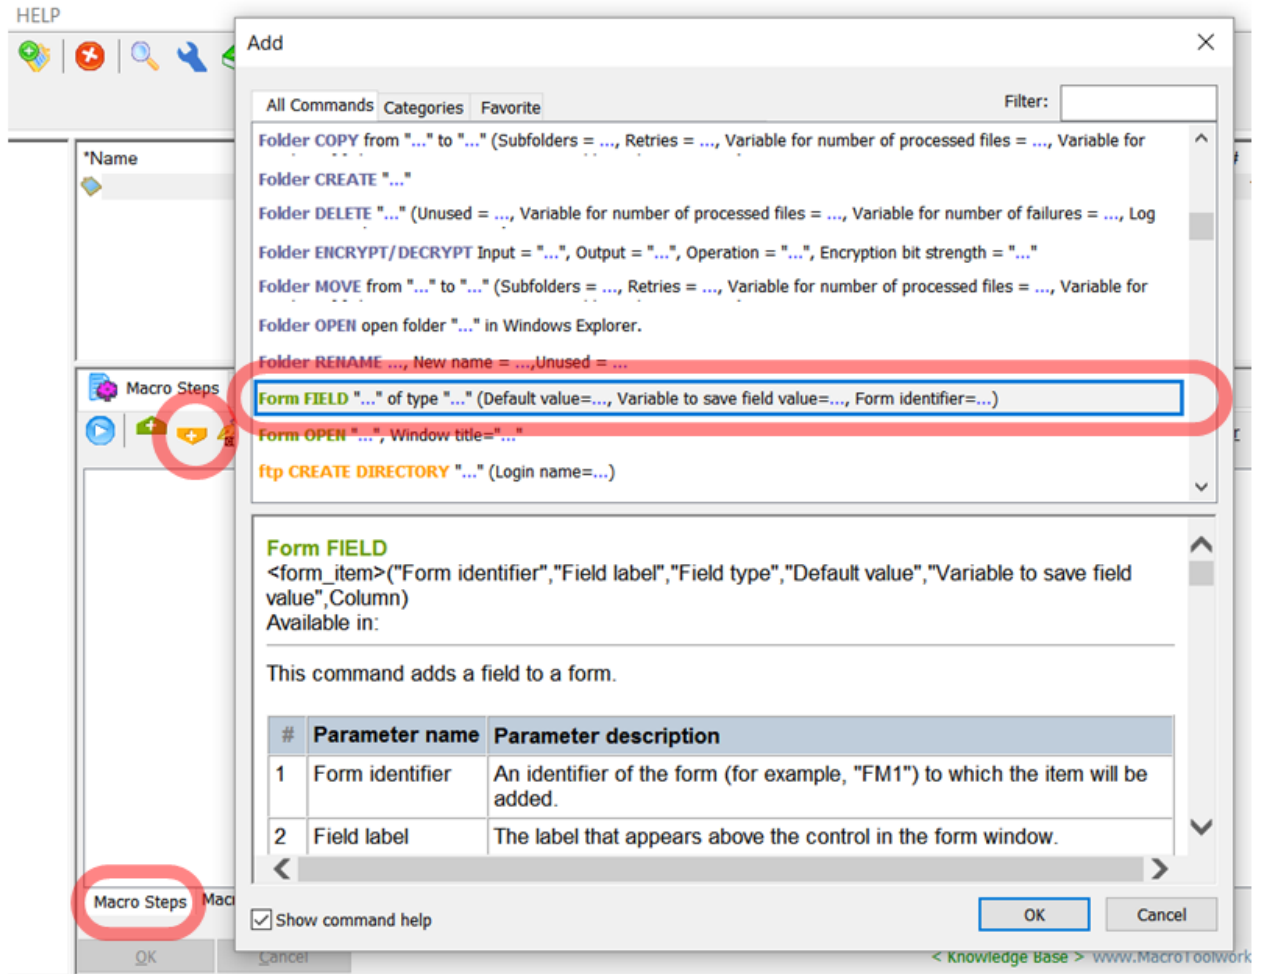 HELP
Add
All Commands Categories Favorite Filter:
*Name
Folder COPY from "..." to "..." (Subfolders = ..., Retries = ..., Variable for number of processed files = ..., Variable for
Folder CREATE "..."
Folder DELETE "..." (Unused = ..., Variable for number of processed files = ..., Variable for number of failures = ..., Log
Folder ENCRYPT/DECRYPT Input = "...", Output = "...", Operation = "...", Encryption bit strength = "..."
Folder MOVE from "..." to "..." (Subfolders = ..., Retries = ..., Variable for number of processed files = ..., Variable for
Folder OPEN open folder "..." in Windows Explorer.
Folder RENAME ..., New name = ...,Unused = ...
Macro Steps
Form FIELD "..." of type "..." (Default value=..., Variable to save field value=..., Form identifier=...)
Form OPEN "...", Window title="..."
ftp CREATE DIRECTORY "..." (Login name=...)
Form FIELD
<form_item>("Form identifier","Field label","Field type","Default value","Variable to save field
value",Column)
Available in:
This command adds a field to a form.
# Parameter name Parameter description
1 Form identifier An identifier of the form (for example, "FM1") to which the item will be
added.
2 Field label The label that appears above the control in the form window.
Macro Steps Mac
Show command help
OK Cancel
OK Cancel
< Knowledge Base > www.MacroToolwork